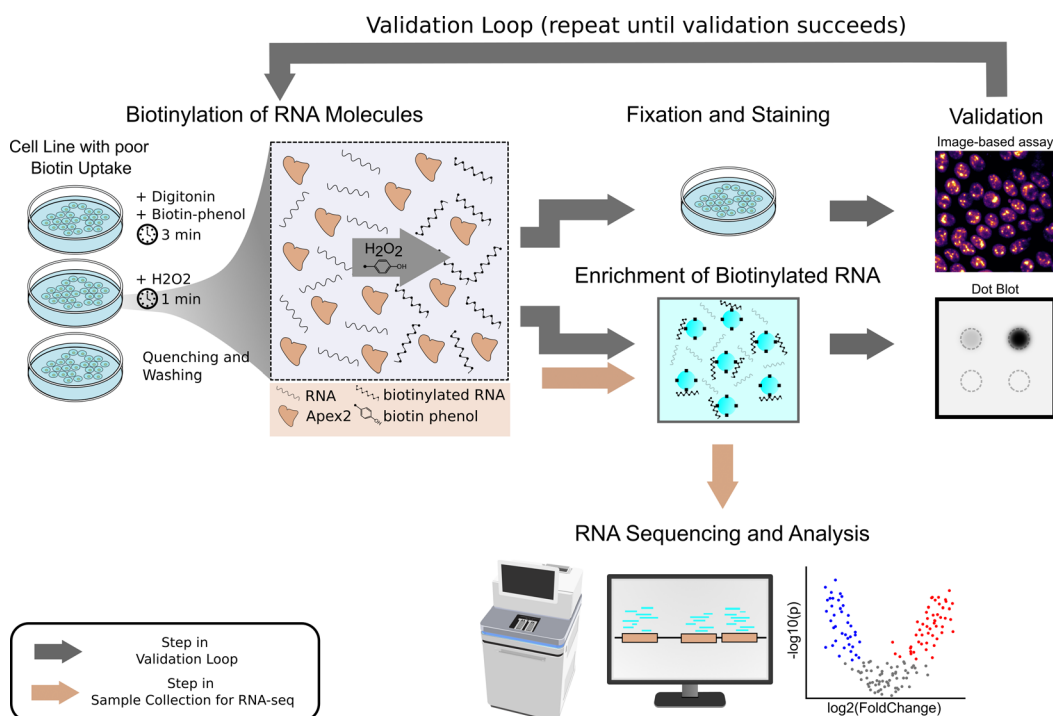 Validation Loop (repeat until validation succeeds)
Biotinylation of RNA Molecules
Fixation and Staining
Validation
Cell Line with poor
Biotin Uptake
Image-based assay
+ Digitonin
+ Biotin-phenol
3 min
+ H2O2
1 min
Quenching and
Washing
H2O2
OH
Enrichment of Biotinylated RNA
Dot Blot
RNA
biotinylated RNA
Apex2
OH
biotin phenol
RNA Sequencing and Analysis
-log10(p)
log2(FoldChange)
Step in
Validation Loop
Step in
Sample Collection for RNA-seq